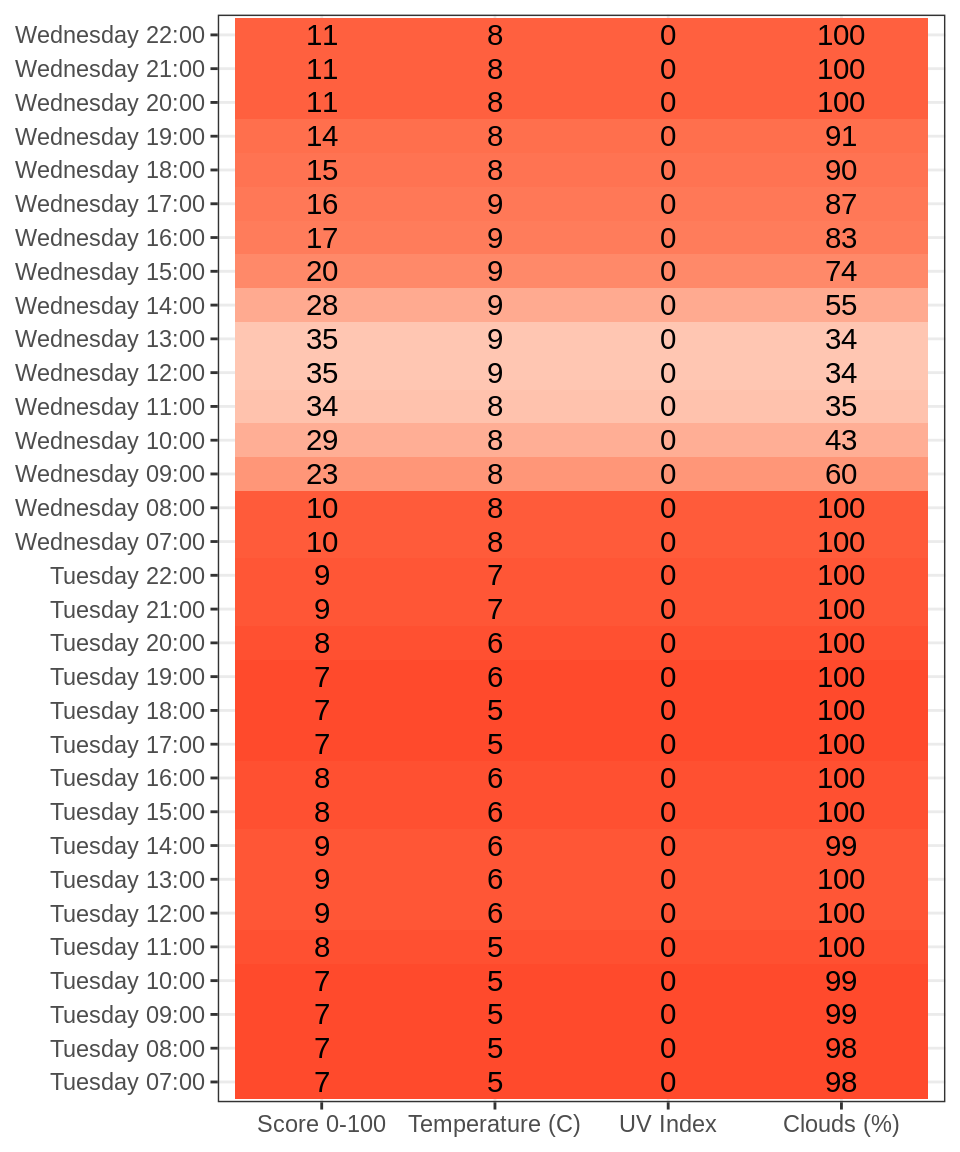 Wednesday 22:00 11 8 0 100
Wednesday 21:00 11 8 0 100
Wednesday 20:00 11 8 0 100
Wednesday 19:00 14 8 0 91
Wednesday 18:00 15 8 0 90
Wednesday 17:00 16 9 0 87
Wednesday 16:00 17 9 0 83
Wednesday 15:00 20 9 0 74
Wednesday 14:00 28 9 0 55
Wednesday 13:00 35 9 0 34
Wednesday 12:00 35 9 0 34
Wednesday 11:00 34 8 0 35
Wednesday 10:00 29 8 0 43
Wednesday 09:00 23 8 0 60
Wednesday 08:00 10 8 0 100
Wednesday 07:00 10 8 0 100
Tuesday 22:00 9 7 0 100
Tuesday 21:00 9 7 0 100
Tuesday 20:00 8 6 0 100
Tuesday 19:00 7 6 0 100
Tuesday 18:00 7 5 0 100
Tuesday 17:00 7 5 0 100
Tuesday 16:00 8 6 0 100
Tuesday 15:00 8 6 0 100
Tuesday 14:00 9 6 0 99
Tuesday 13:00 9 6 0 100
Tuesday 12:00 9 6 0 100
Tuesday 11:00 8 5 0 100
Tuesday 10:00 7 5 0 99
Tuesday 09:00 7 5 0 99
Tuesday 08:00 7 5 0 98
Tuesday 07:00 7 5 0 98
Score 0-100 Temperature (C) UV Index Clouds (%)